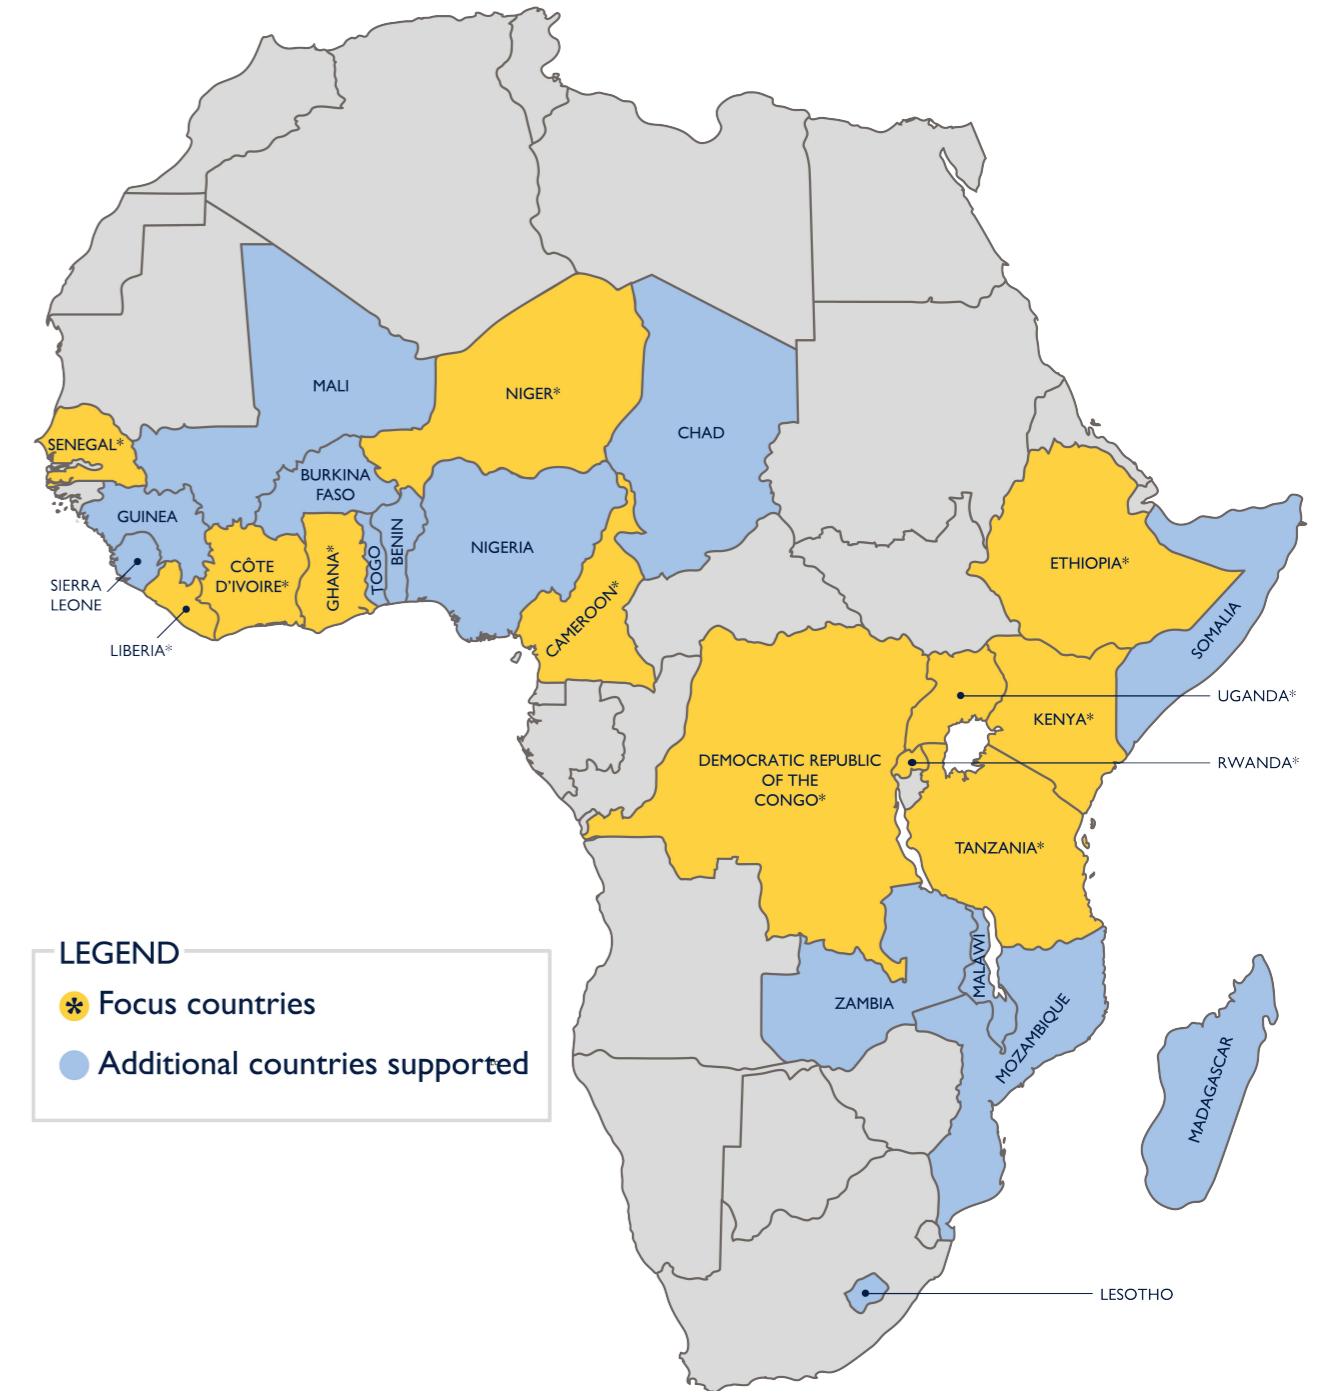 MALI
NIGER*
CHAD
SENEGAL*
BURKINA
FASO
GUINEA
NIGERIA
BENIN
TOGO
GHANA*
CÔTE
D'IVOIRE*
SIERRA
LEONE
LIBERIA*
CAMEROON*
ETHIOPIA*
SOMALIA
UGANDA*
KENYA*
RWANDA*
DEMOCRATIC REPUBLIC
OF THE
CONGO*
TANZANIA*
MALAWI
ZAMBIA
MOZAMBIQUE
MADAGASCAR
LESOTHO
LEGEND
* Focus countries
Additional countries supported